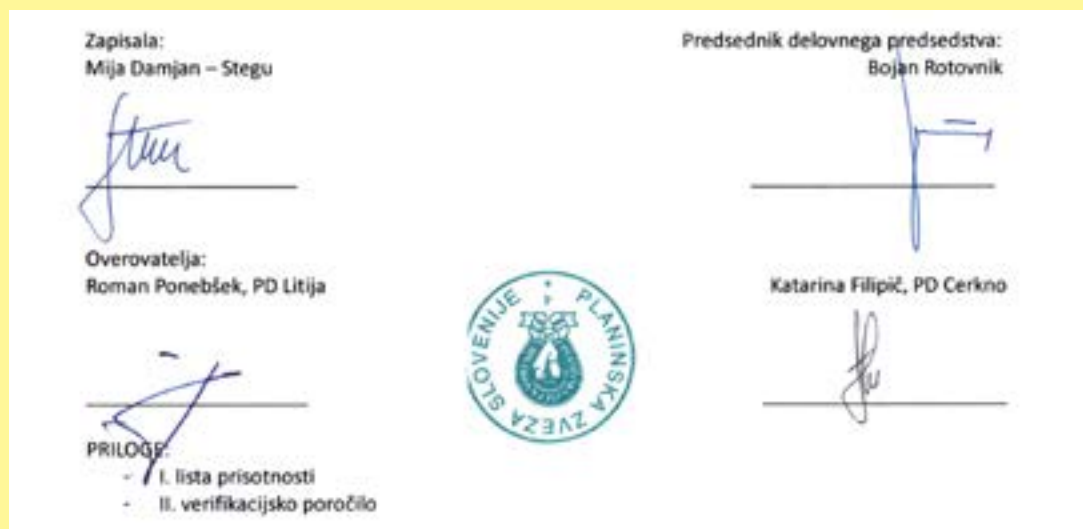 Zapisala:
Mija Damjan – Stegu
Predsednik delovnega predsedstva:
Bojan Rotovnik
Overovatelja:
Roman Ponebšek, PD Litija
Katarina Filipič, PD Cerkno
PLANINSKA ZVEZA SLOVENIJE
PRILOGE:
- I. lista prisotnosti
- II. verifikacijsko poročilo